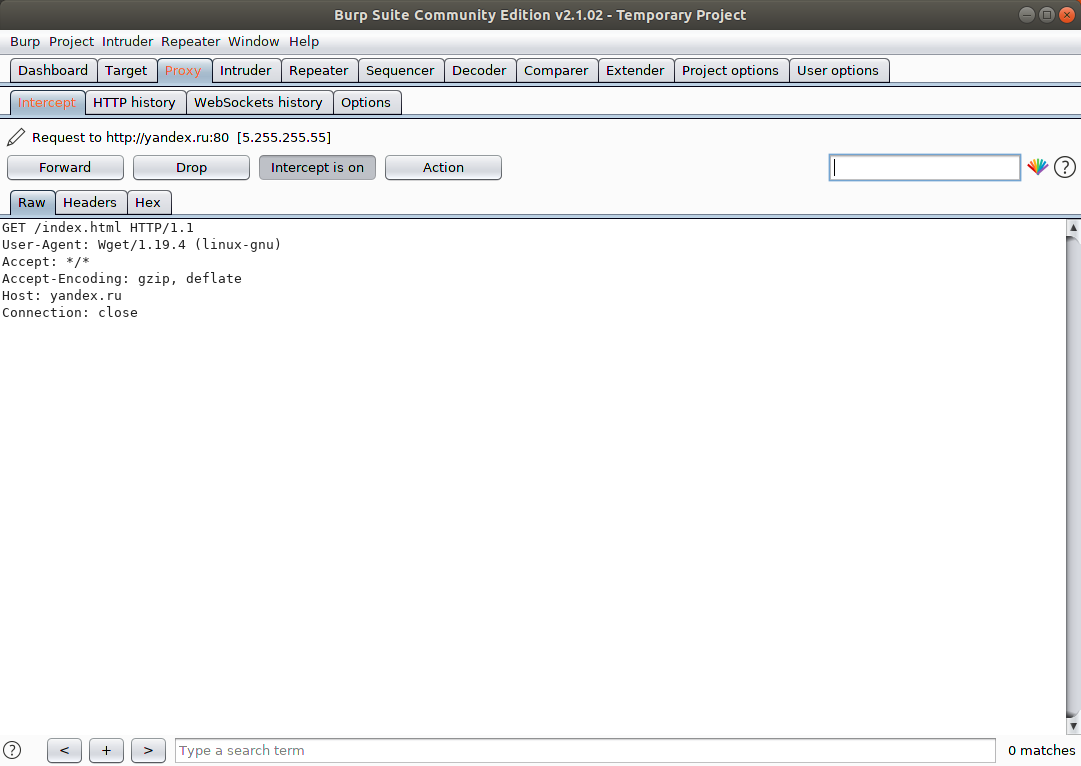 Burp Suite Community Edition v2.1.02 - Temporary Project
Burp Project Intruder Repeater Window Help
Dashboard Target Proxy Intruder Repeater Sequencer Decoder Comparer Extender Project options User options
Intercept HTTP history WebSockets history Options
Request to http://yandex.ru:80 [5.255.255.55]
Forward Drop Intercept is on Action ?
Raw Headers Hex
GET /index.html HTTP/1.1
User-Agent: Wget/1.19.4 (linux-gnu)
Accept: */*
Accept-Encoding: gzip, deflate
Host: yandex.ru
Connection: close
? < + > Type a search term 0 matches